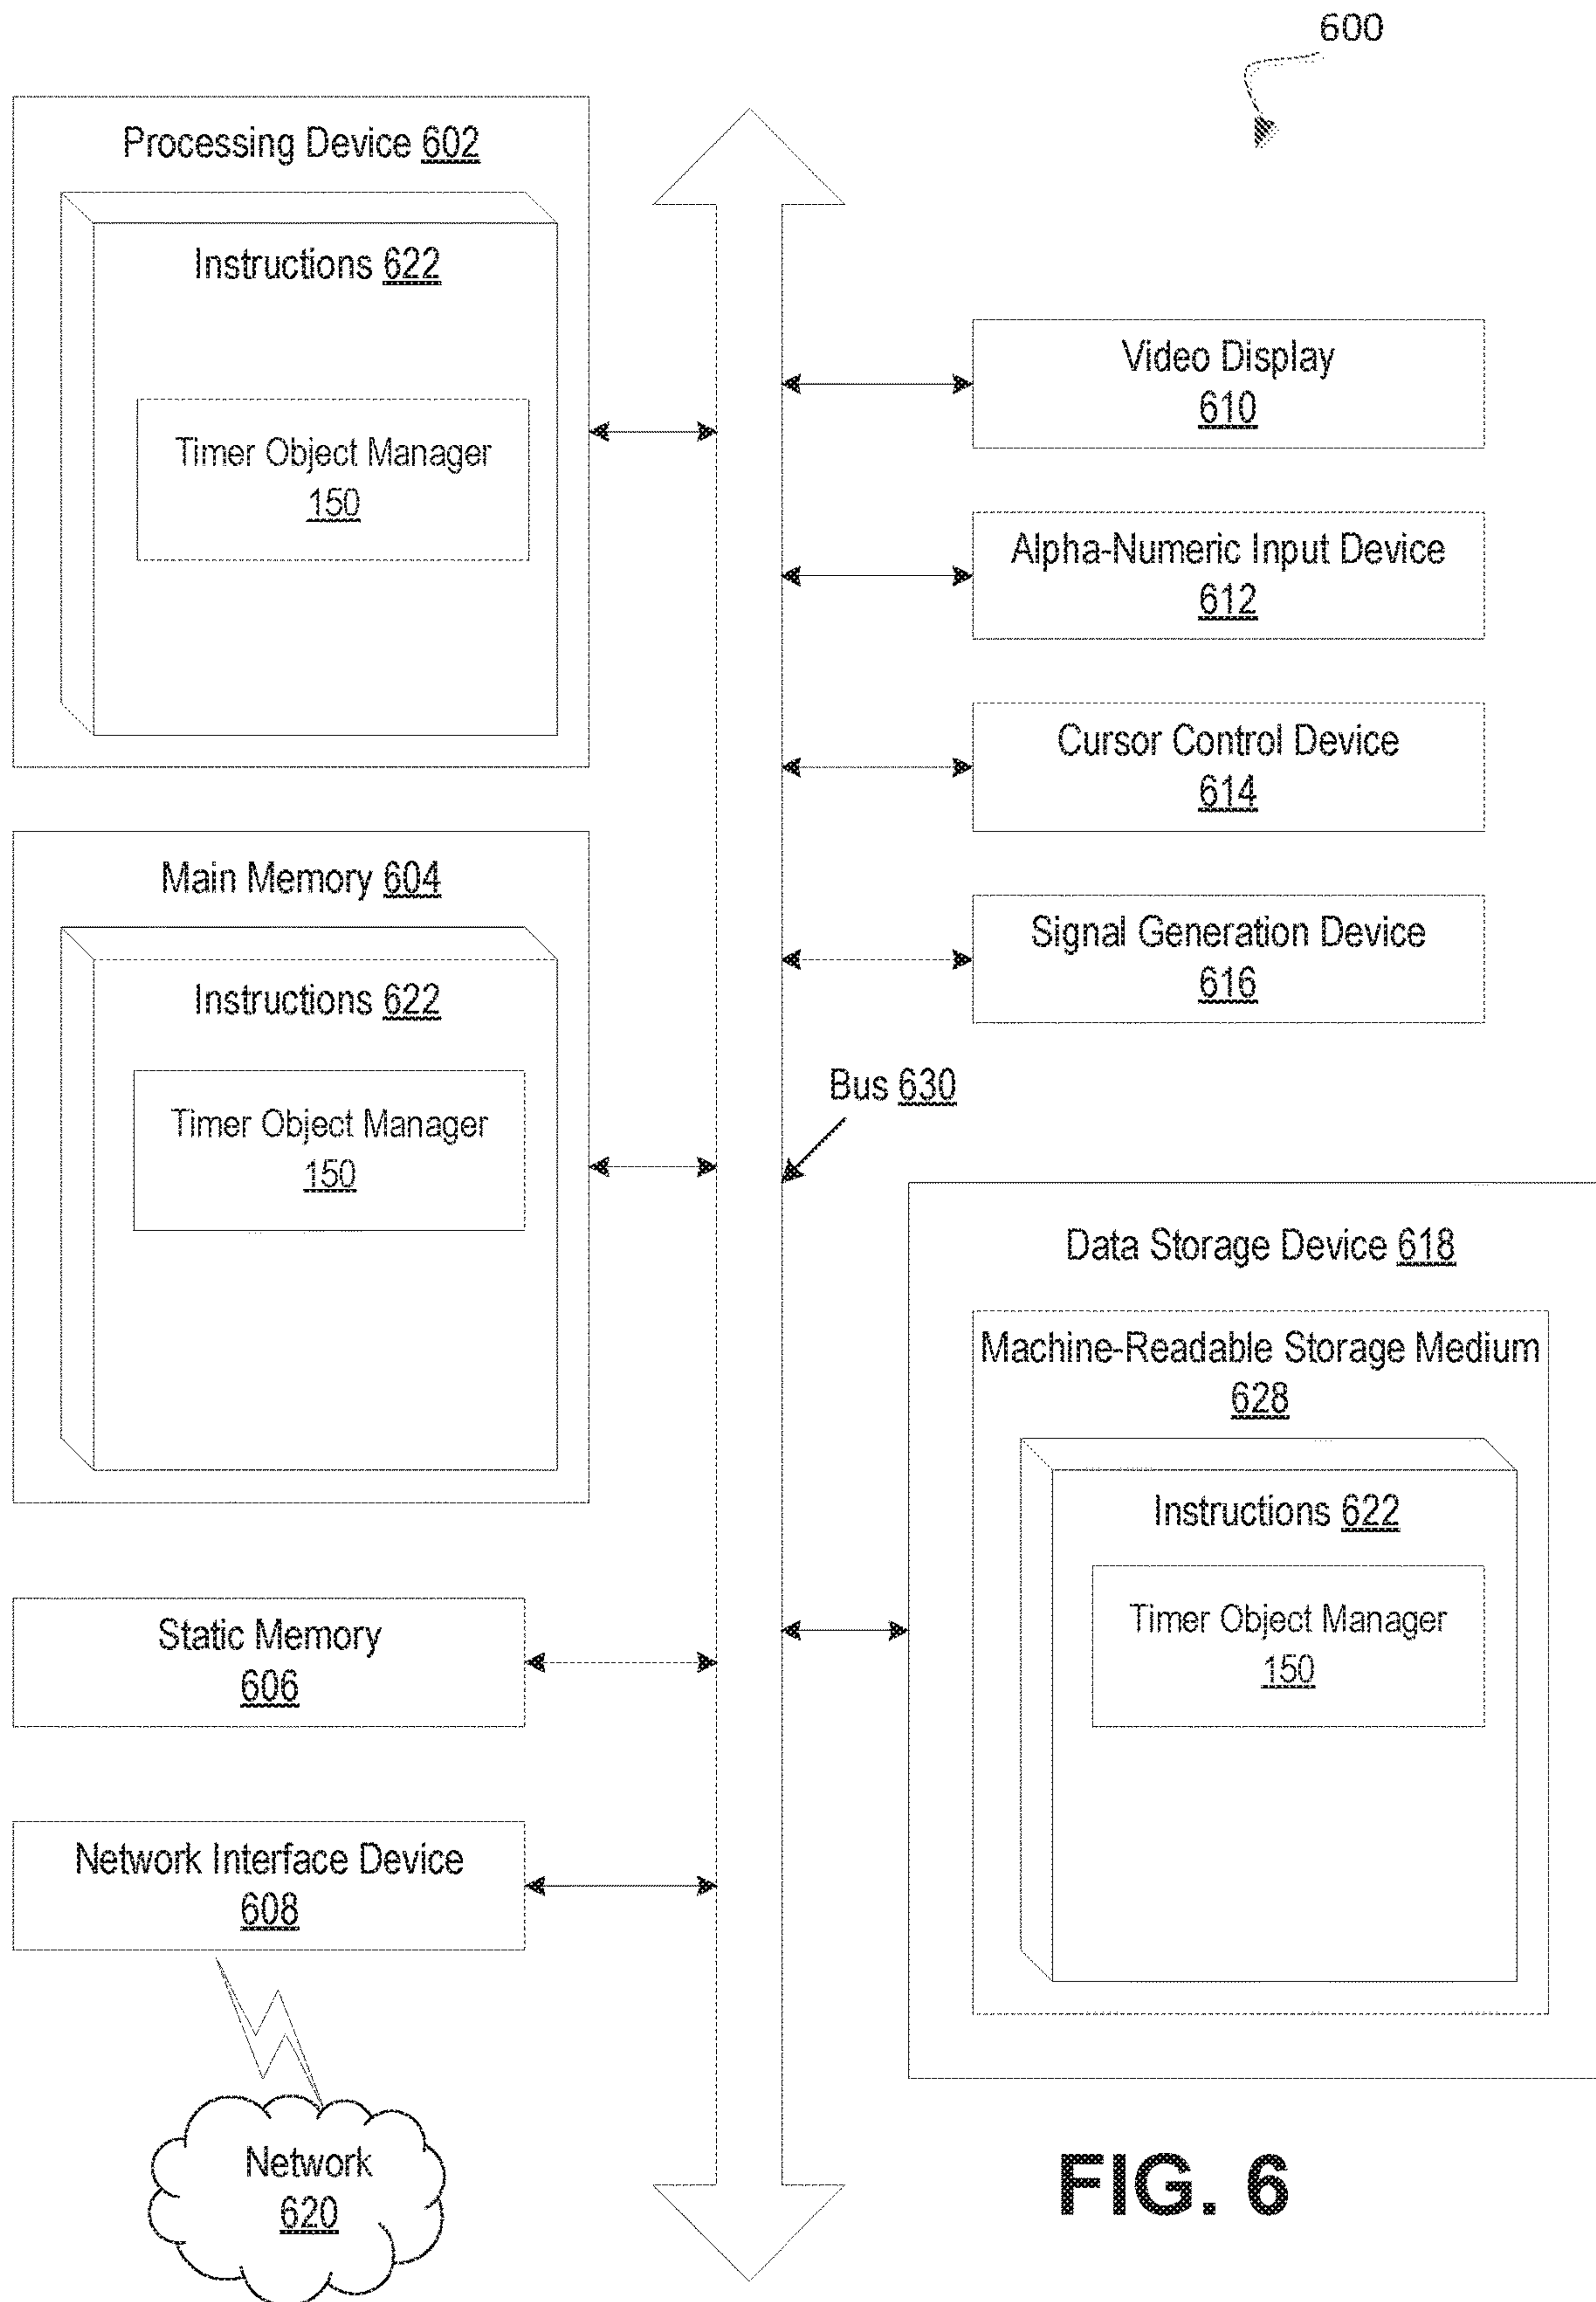 600
Processing Device 602
Instructions 622
Timer Object Manager
150
Video Display
610
Alpha-Numeric Input Device
612
Cursor Control Device
614
Signal Generation Device
616
Main Memory 604
Instructions 622
Timer Object Manager
150
Bus 630
Data Storage Device 618
Machine-Readable Storage Medium
628
Instructions 622
Timer Object Manager
150
Static Memory
606
Network Interface Device
608
Network
620
FIG. 6